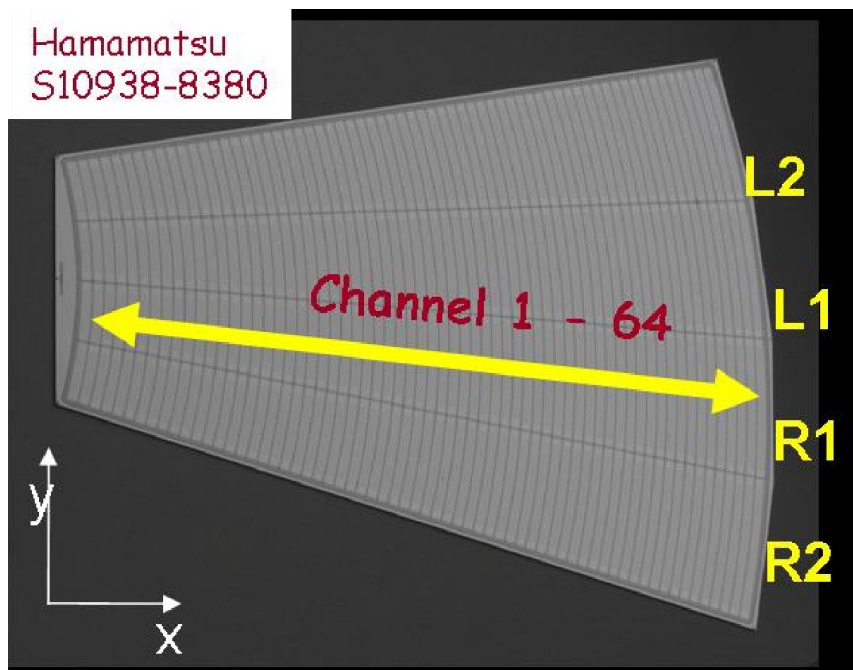 Hamamatsu
S10938-8380
L2
Channel 1 - 64
L1
R1
R2
y
x